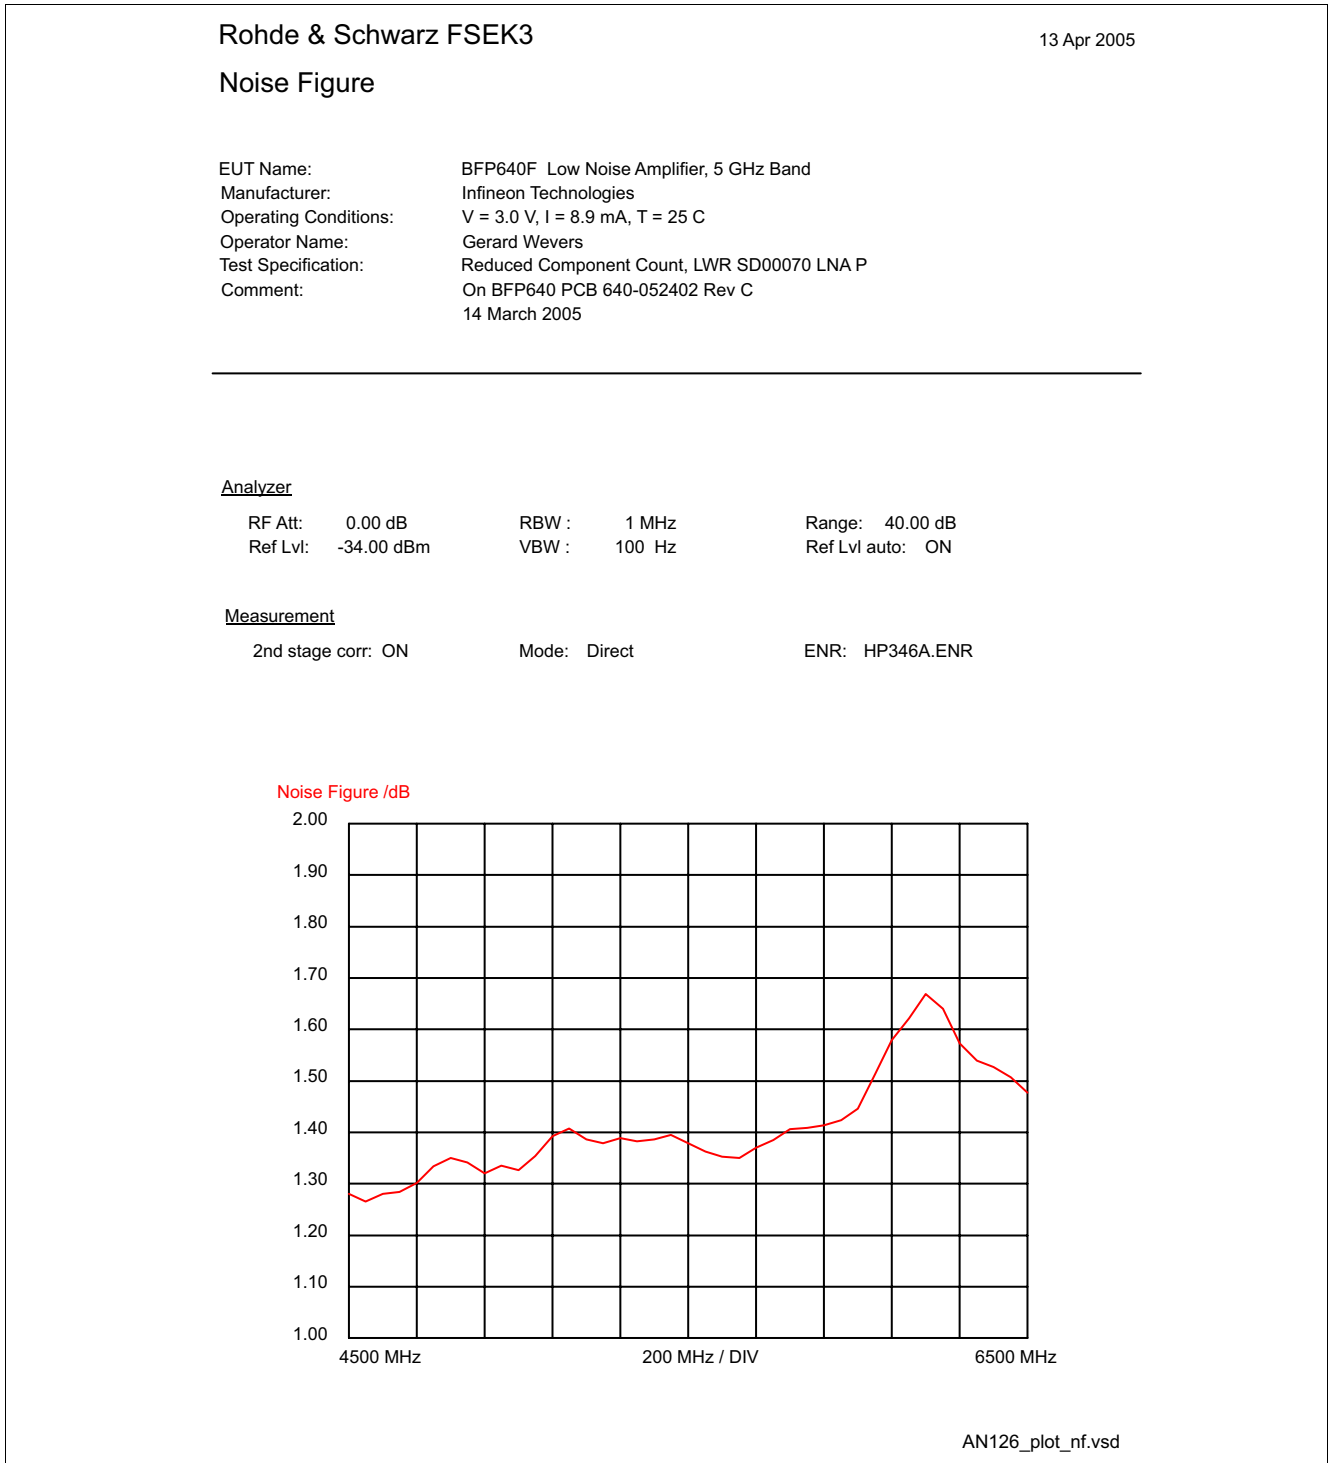 Rohde & Schwarz FSEK3 13 Apr 2005
Noise Figure
EUT Name: BFP640F Low Noise Amplifier, 5 GHz Band
Manufacturer: Infineon Technologies
Operating Conditions: V = 3.0 V, I = 8.9 mA, T = 25 C
Operator Name: Gerard Wevers
Test Specification: Reduced Component Count, LWR SD00070 LNA P
Comment: On BFP640 PCB 640-052402 Rev C
14 March 2005
Analyzer
RF Att: 0.00 dB RBW : 1 MHz Range: 40.00 dB
Ref Lvl: -34.00 dBm VBW : 100 Hz Ref Lvl auto: ON
Measurement
2nd stage corr: ON Mode: Direct ENR: HP346A.ENR
Noise Figure /dB
2.00
1.90
1.80
1.70
1.60
1.50
1.40
1.30
1.20
1.10
1.00
4500 MHz 200 MHz / DIV 6500 MHz
AN126_plot_nf.vsd